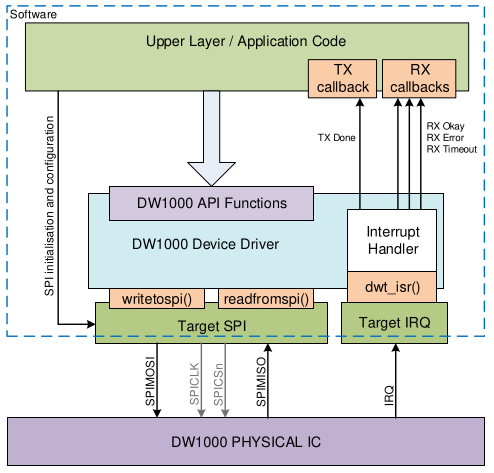 Software
Upper Layer / Application Code
TX
callback
RX
callbacks
SPI initialisation and configuration
TX Done
RX Okay
RX Error
RX Timeout
DW1000 API Functions
DW1000 Device Driver
Interrupt
Handler
writetospi()
readfromspi()
dwt_isr()
Target SPI
Target IRQ
SPIMOSI
SPICLK
SPICSn
SPIMISO
IRQ
DW1000 PHYSICAL IC